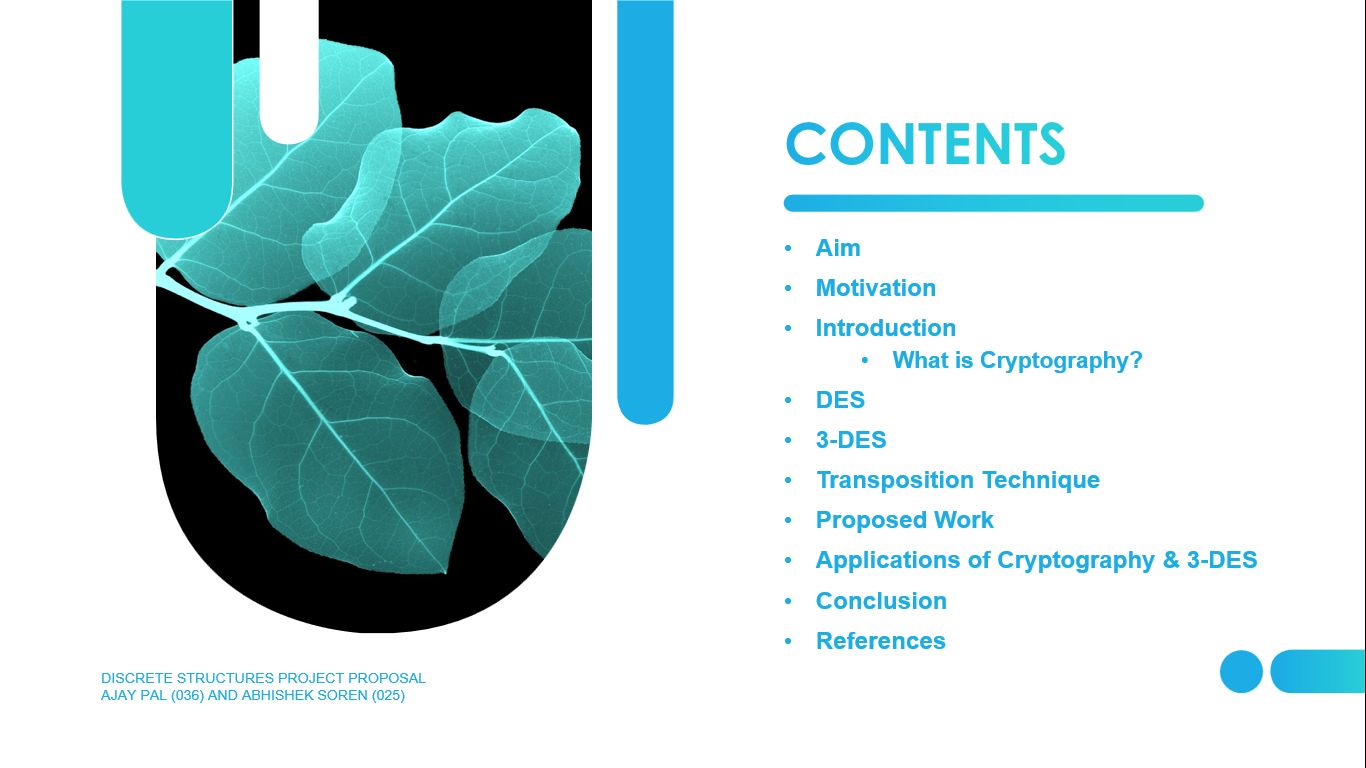 CONTENTS
• Aim
• Motivation
• Introduction
• What is Cryptography?
• DES
• 3-DES
• Transposition Technique
• Proposed Work
• Applications of Cryptography & 3-DES
• Conclusion
• References
DISCRETE STRUCTURES PROJECT PROPOSAL
AJAY PAL (036) AND ABHISHEK SOREN (025)